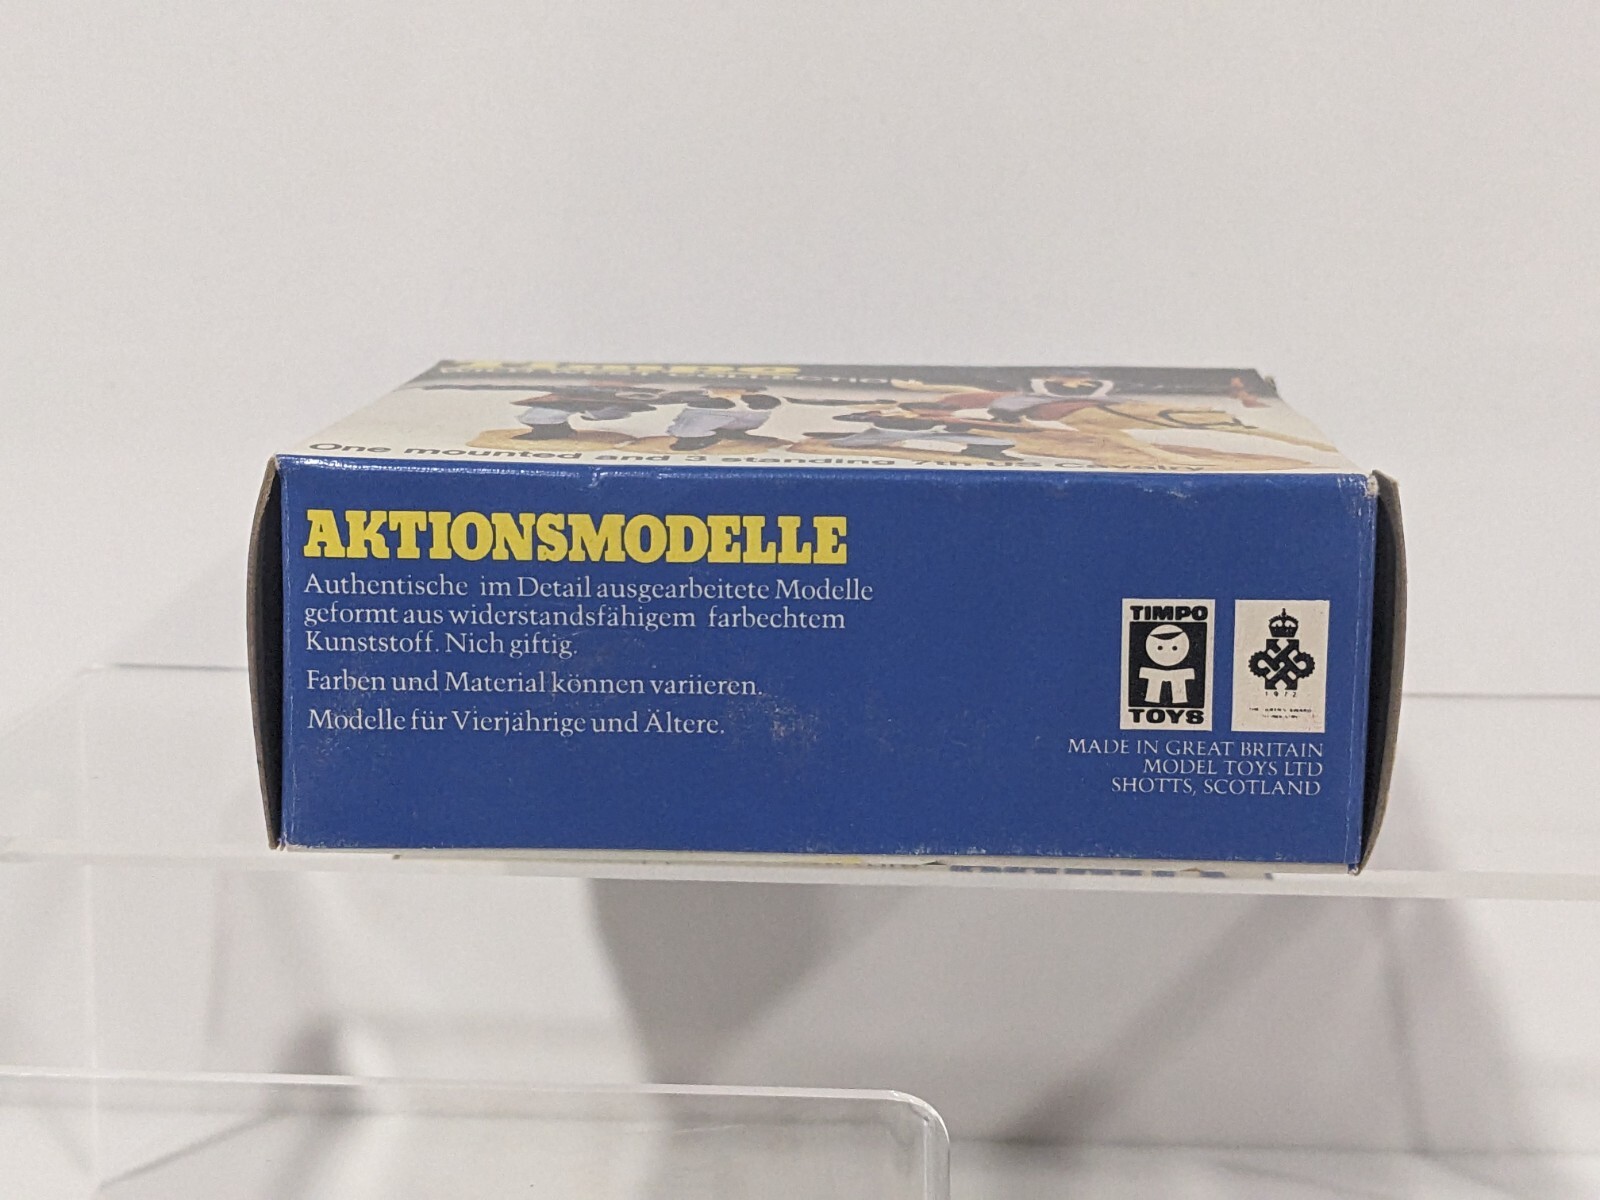 One mounted and 3 standing 7th US Cavalry
AKTIONSMODELLE
Authentische im Detail ausgearbeitete Modelle
geformt aus widerstandsfähigem farbechtem
Kunststoff. Nich giftig.
Farben und Material können variieren.
Modelle für Vierjährige und Ältere.
TIMPO
TOYS
1972
MADE IN GREAT BRITAIN
MODEL TOYS LTD
SHOTTS, SCOTLAND